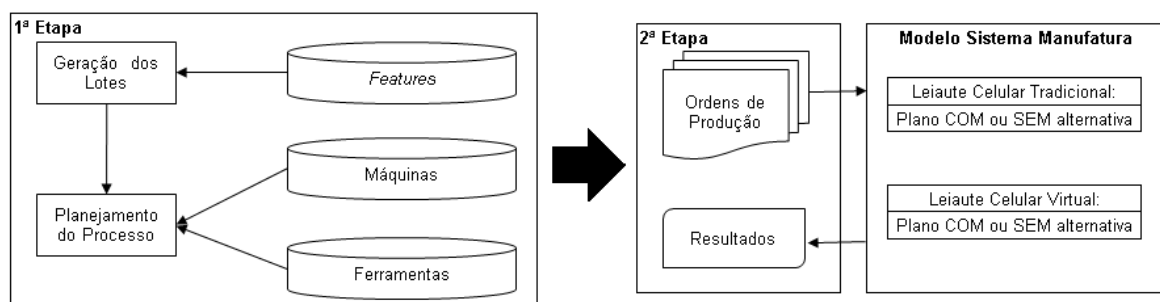 1ª Etapa
Geração dos
Lotes
Features
Máquinas
Planejamento
do Processo
Ferramentas
2ª Etapa
Ordens de
Produção
Resultados
Modelo Sistema Manufatura
Leiaute Celular Tradicional:
Plano COM ou SEM alternativa
Leiaute Celular Virtual:
Plano COM ou SEM alternativa